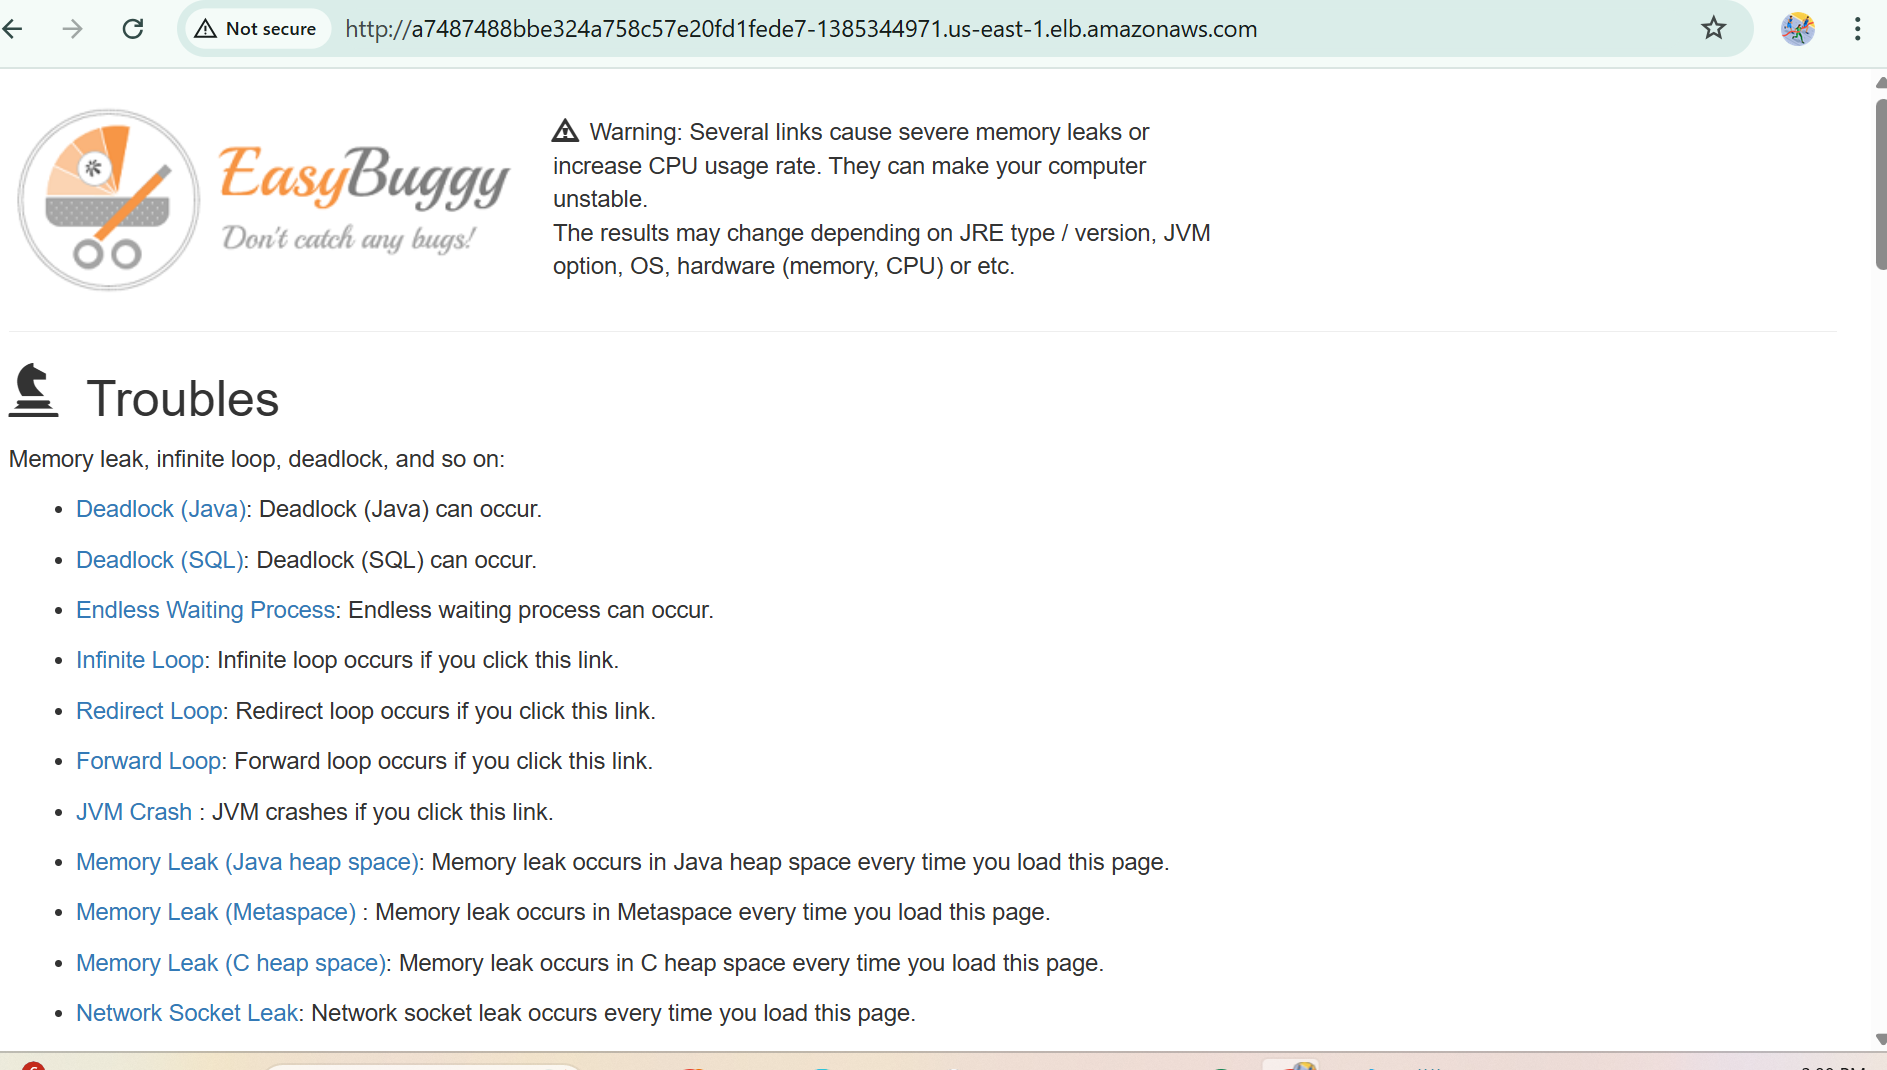 Not secure http://a7487488bbe324a758c57e20fd1fede7-1385344971.us-east-1.elb.amazonaws.com
EasyBuggy
Don't catch any bugs!
Warning: Several links cause severe memory leaks or
increase CPU usage rate. They can make your computer
unstable.
The results may change depending on JRE type / version, JVM
option, OS, hardware (memory, CPU) or etc.
Troubles
Memory leak, infinite loop, deadlock, and so on:
• Deadlock (Java): Deadlock (Java) can occur.
• Deadlock (SQL): Deadlock (SQL) can occur.
• Endless Waiting Process: Endless waiting process can occur.
• Infinite Loop: Infinite loop occurs if you click this link.
• Redirect Loop: Redirect loop occurs if you click this link.
• Forward Loop: Forward loop occurs if you click this link.
• JVM Crash : JVM crashes if you click this link.
• Memory Leak (Java heap space): Memory leak occurs in Java heap space every time you load this page.
• Memory Leak (Metaspace) : Memory leak occurs in Metaspace every time you load this page.
• Memory Leak (C heap space): Memory leak occurs in C heap space every time you load this page.
• Network Socket Leak: Network socket leak occurs every time you load this page.